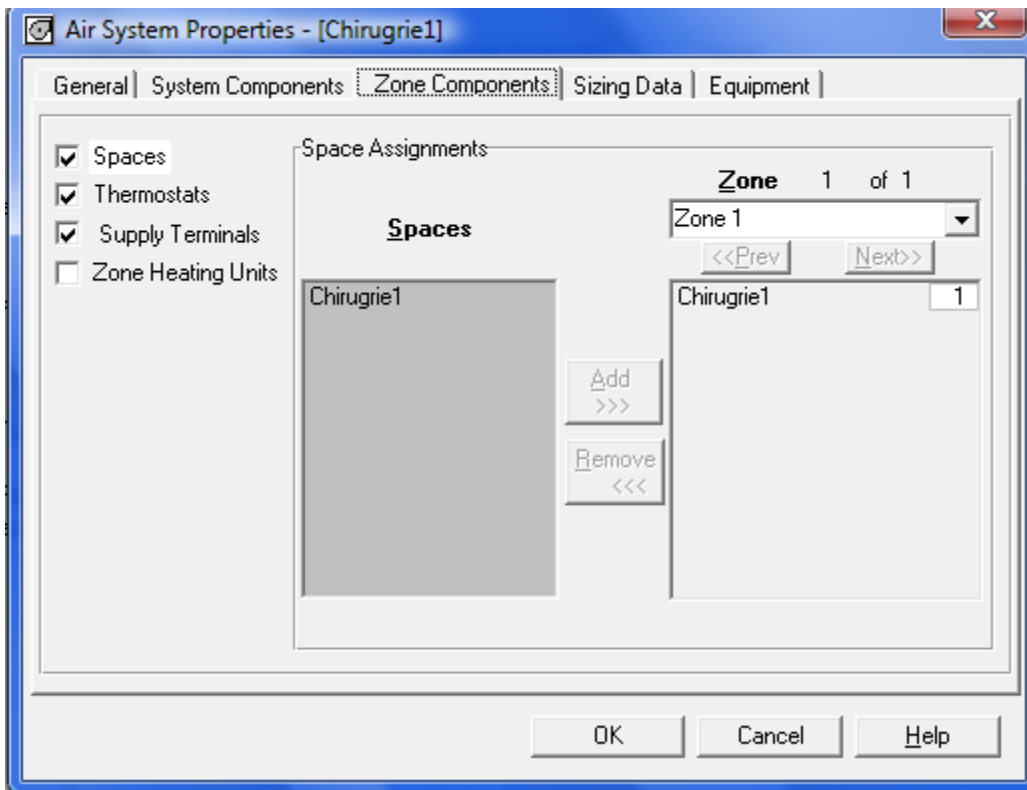 Air System Properties - [Chirugrie1]
General
System Components
Zone Components
Sizing Data
Equipment
Spaces
Thermostats
Supply Terminals
Zone Heating Units
Space Assignments
Spaces
Chirugrie1
Add
>>>
Remove
<<<
Zone 1 of 1
Zone 1
<<Prev
Next>>
Chirugrie1 1
OK
Cancel
Help